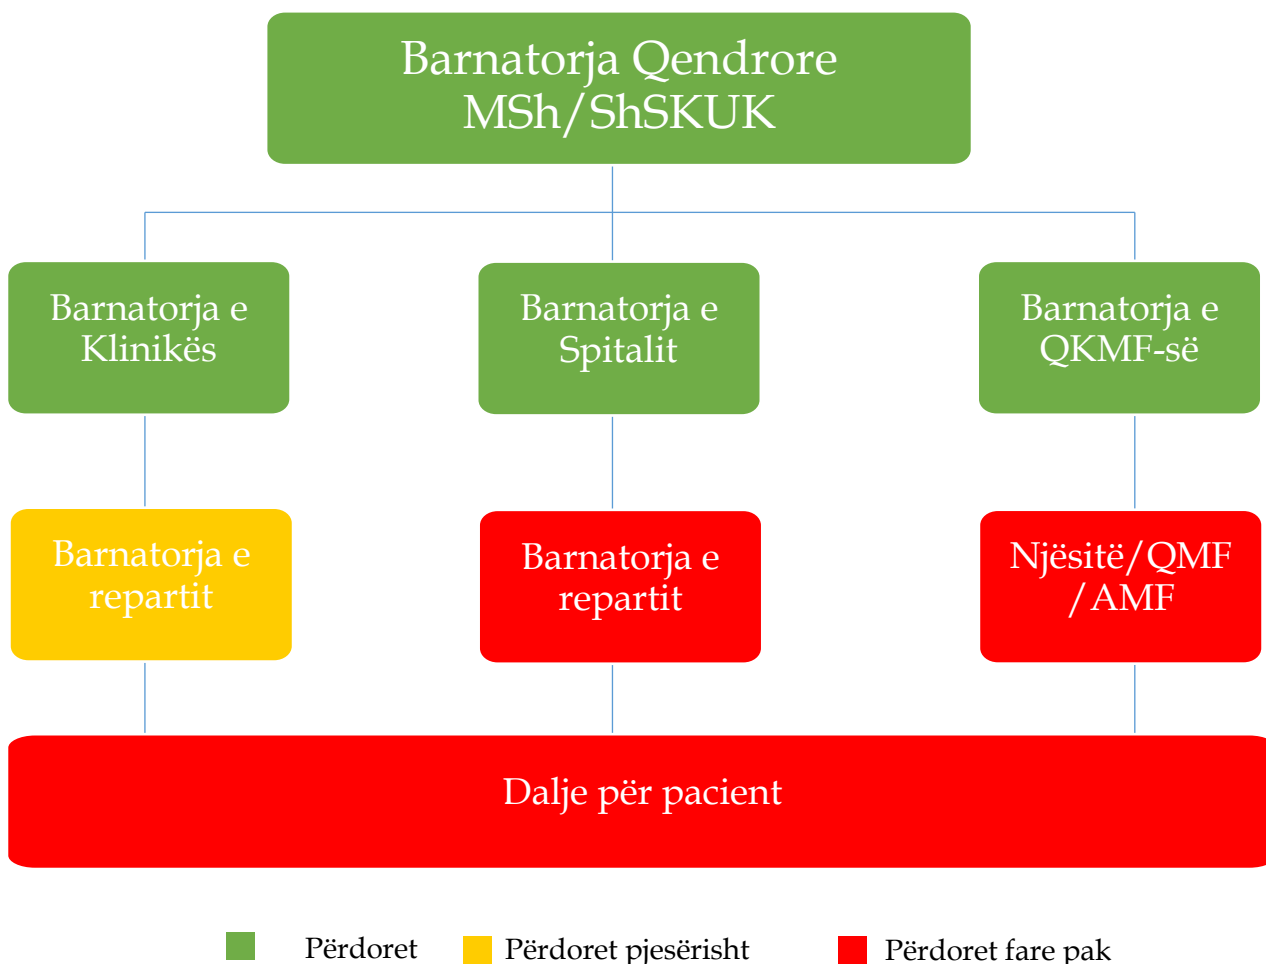 Barnatorja Qendrore
MSh/ShSKUK
Barnatorja e
Klinikës
Barnatorja e
Spitalit
Barnatorja e
QKMF-së
Barnatorja e
repartit
Barnatorja e
repartit
Njësitë/QMF
/AMF
Dalje për pacient
Përdoret
Përdoret pjesërisht
Përdoret fare pak